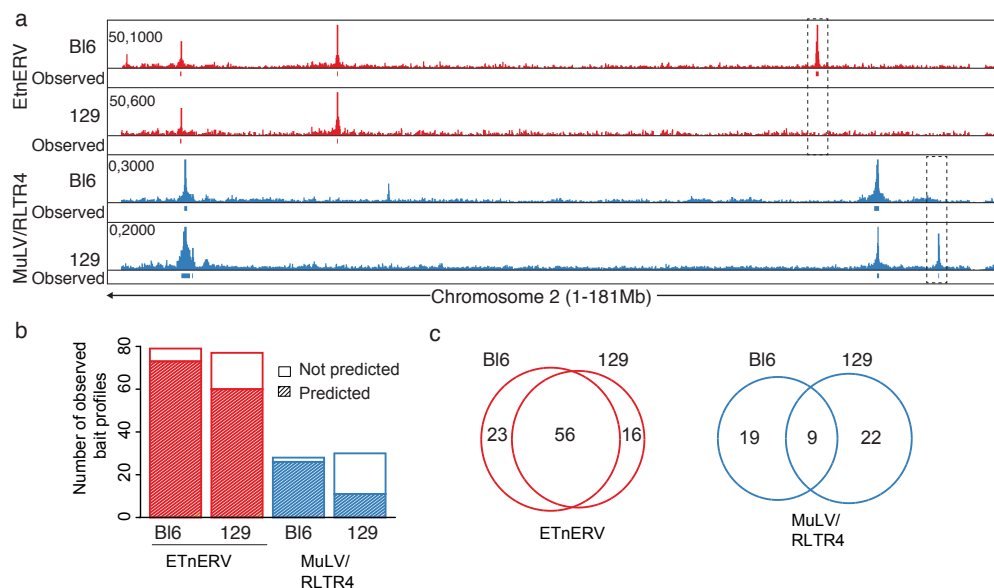 a
EtnERV
Bl6
50,1000
Observed
129
50,600
Observed
MuLV/RLTR4
Bl6
0,3000
Observed
129
0,2000
Observed
Chromosome 2 (1-181Mb)
b
Number of observed
bait profiles
80
60
40
20
0
Not predicted
Predicted
Bl6 129 Bl6 129
ETnERV MuLV/
RLTR4
c
Bl6 129
23 56 16
ETnERV
Bl6 129
19 9 22
MuLV/
RLTR4